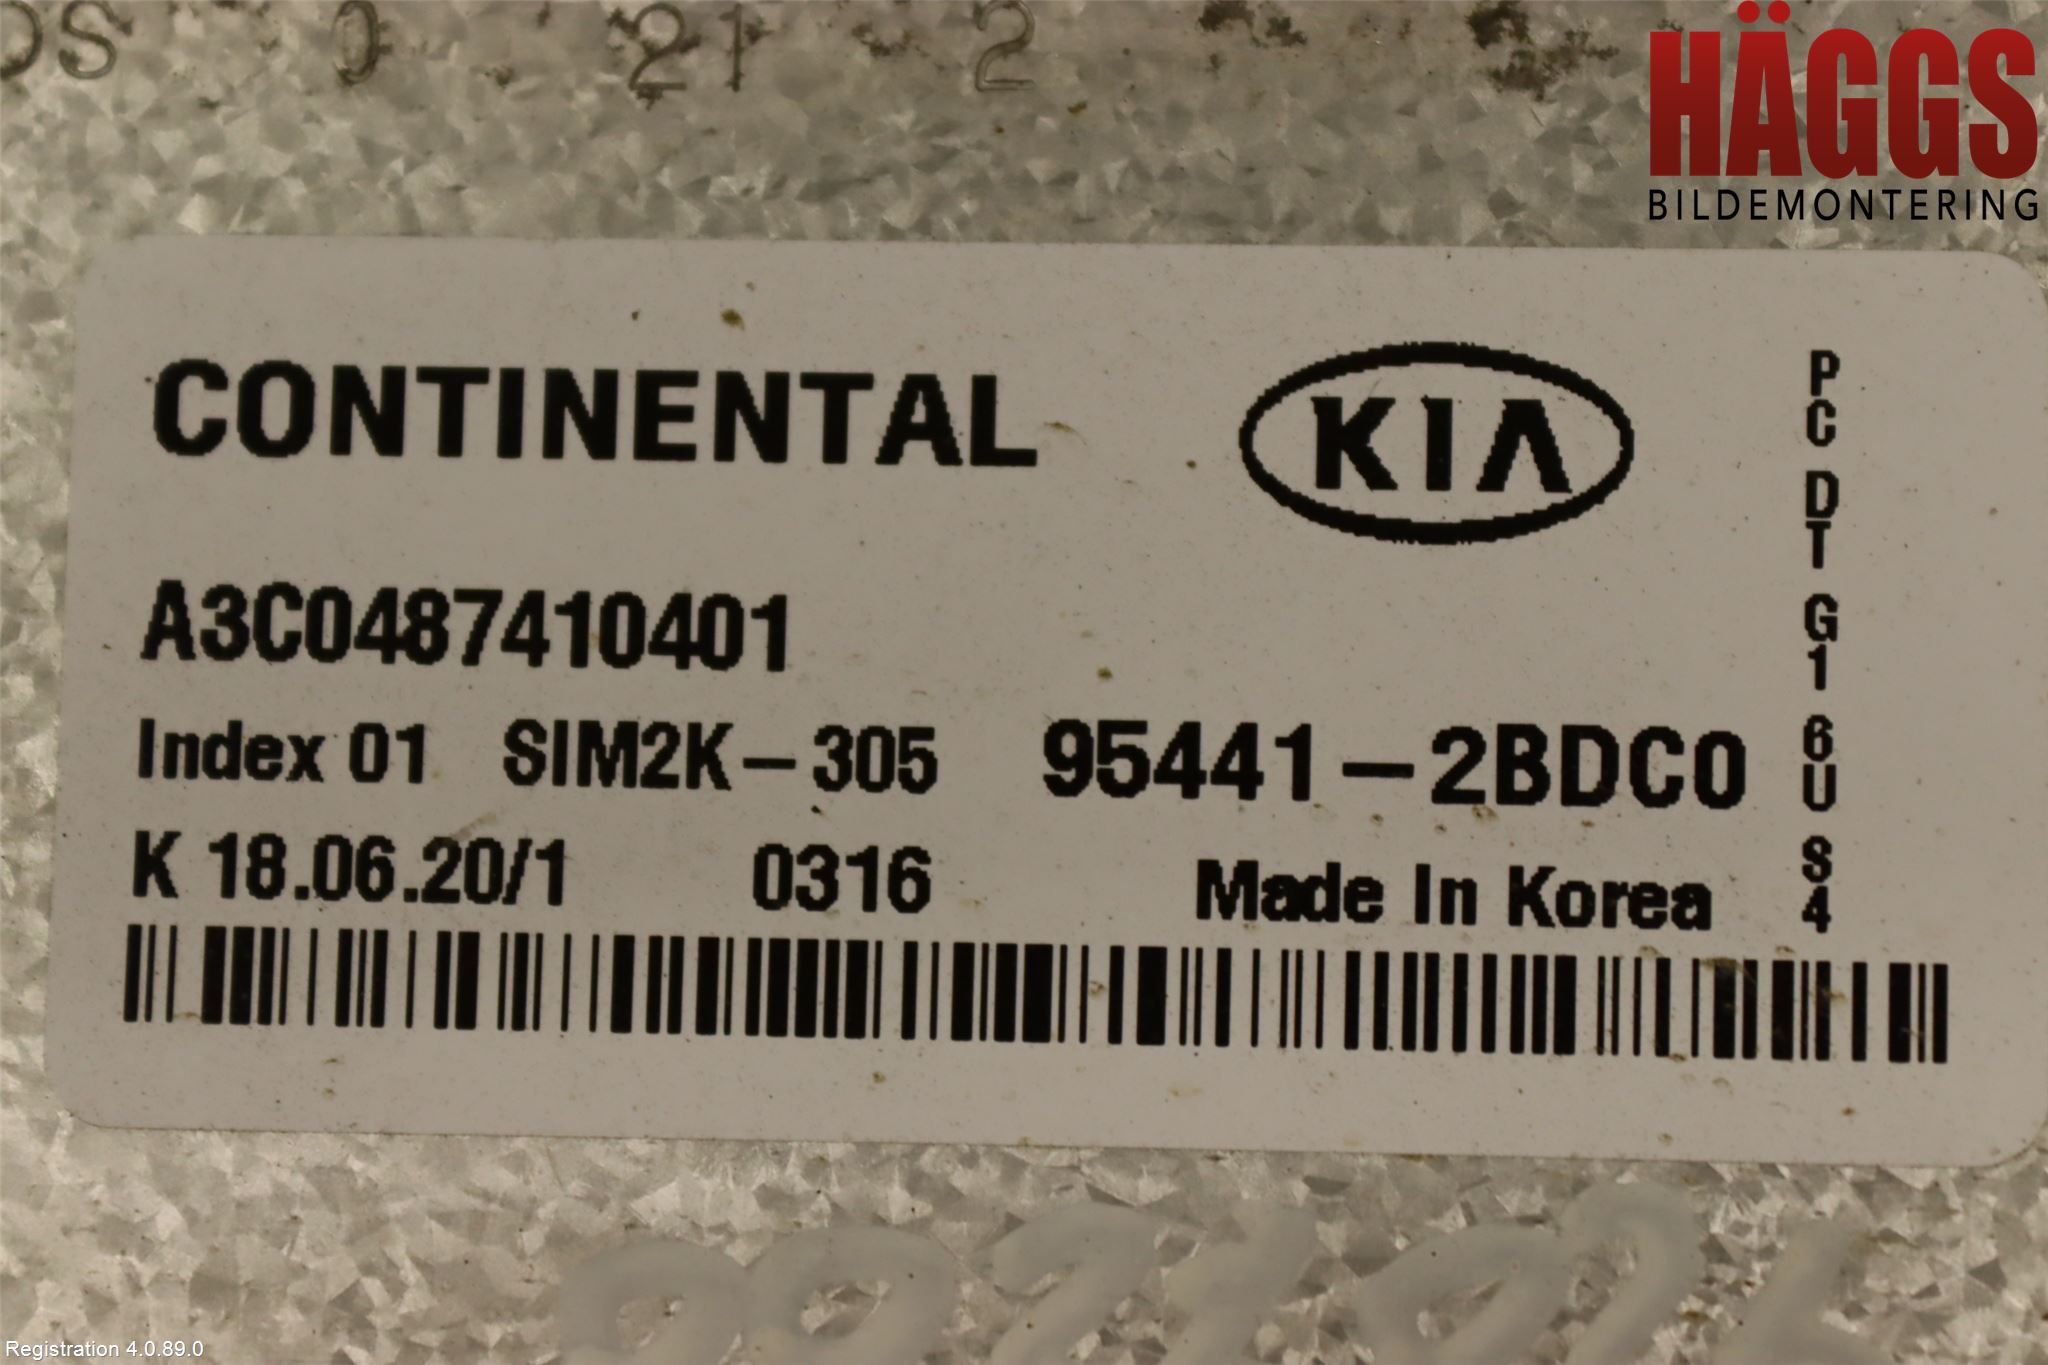 OS 0 21 2
HÄGGS
BILDEMONTERING
CONTINENTAL
KIA
A3C0487410401
Index 01 SIM2K-305 95441-2BDC0
K 18.06.20/1 0316 Made In Korea
PC DT G1 6U S4
Registration 4.0.89.0